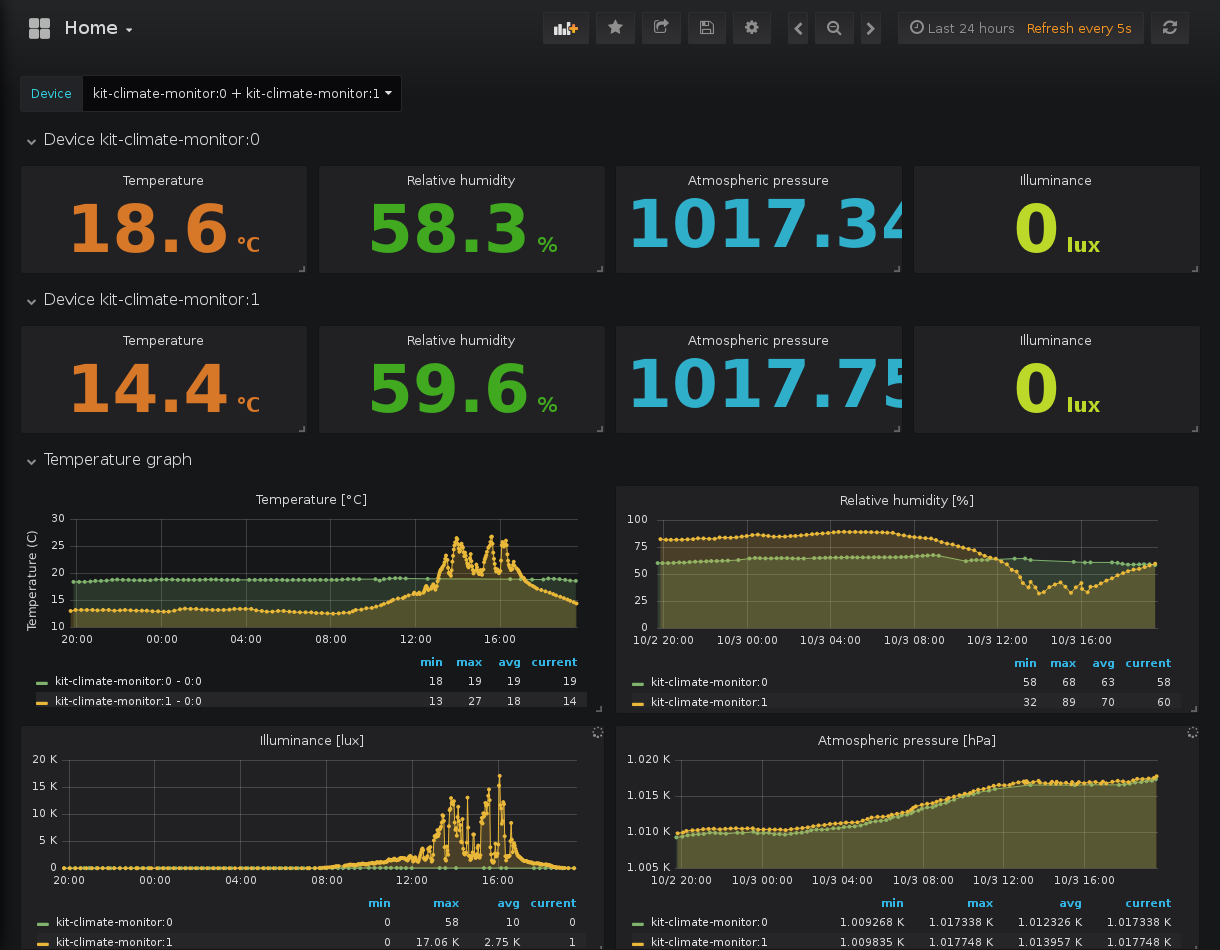 Home
Last 24 hours Refresh every 5s
Device kit-climate-monitor:0 + kit-climate-monitor:1
Device kit-climate-monitor:0
Temperature Relative humidity Atmospheric pressure Illuminance
18.6 °C 58.3 % 1017.34 0 lux
Device kit-climate-monitor:1
Temperature Relative humidity Atmospheric pressure Illuminance
14.4 °C 59.6 % 1017.75 0 lux
Temperature graph
Temperature [°C]
Temperature (C)
30
25
20
15
10
20:00 00:00 04:00 08:00 12:00 16:00
min max avg current
kit-climate-monitor:0 - 0:0 18 19 19 19
kit-climate-monitor:1 - 0:0 13 27 18 14
Relative humidity [%]
100
75
50
25
0
10/2 20:00 10/3 00:00 10/3 04:00 10/3 08:00 10/3 12:00 10/3 16:00
min max avg current
kit-climate-monitor:0 58 68 63 58
kit-climate-monitor:1 32 89 70 60
Illuminance [lux]
20 K
15 K
10 K
5 K
0
20:00 00:00 04:00 08:00 12:00 16:00
min max avg current
kit-climate-monitor:0 0 58 10 0
kit-climate-monitor:1 0 17.06 K 2.75 K 1
Atmospheric pressure [hPa]
1.020 K
1.015 K
1.010 K
1.005 K
10/2 20:00 10/3 00:00 10/3 04:00 10/3 08:00 10/3 12:00 10/3 16:00
min max avg current
kit-climate-monitor:0 1.009268 K 1.017338 K 1.012326 K 1.017338 K
kit-climate-monitor:1 1.009835 K 1.017748 K 1.013957 K 1.017748 K